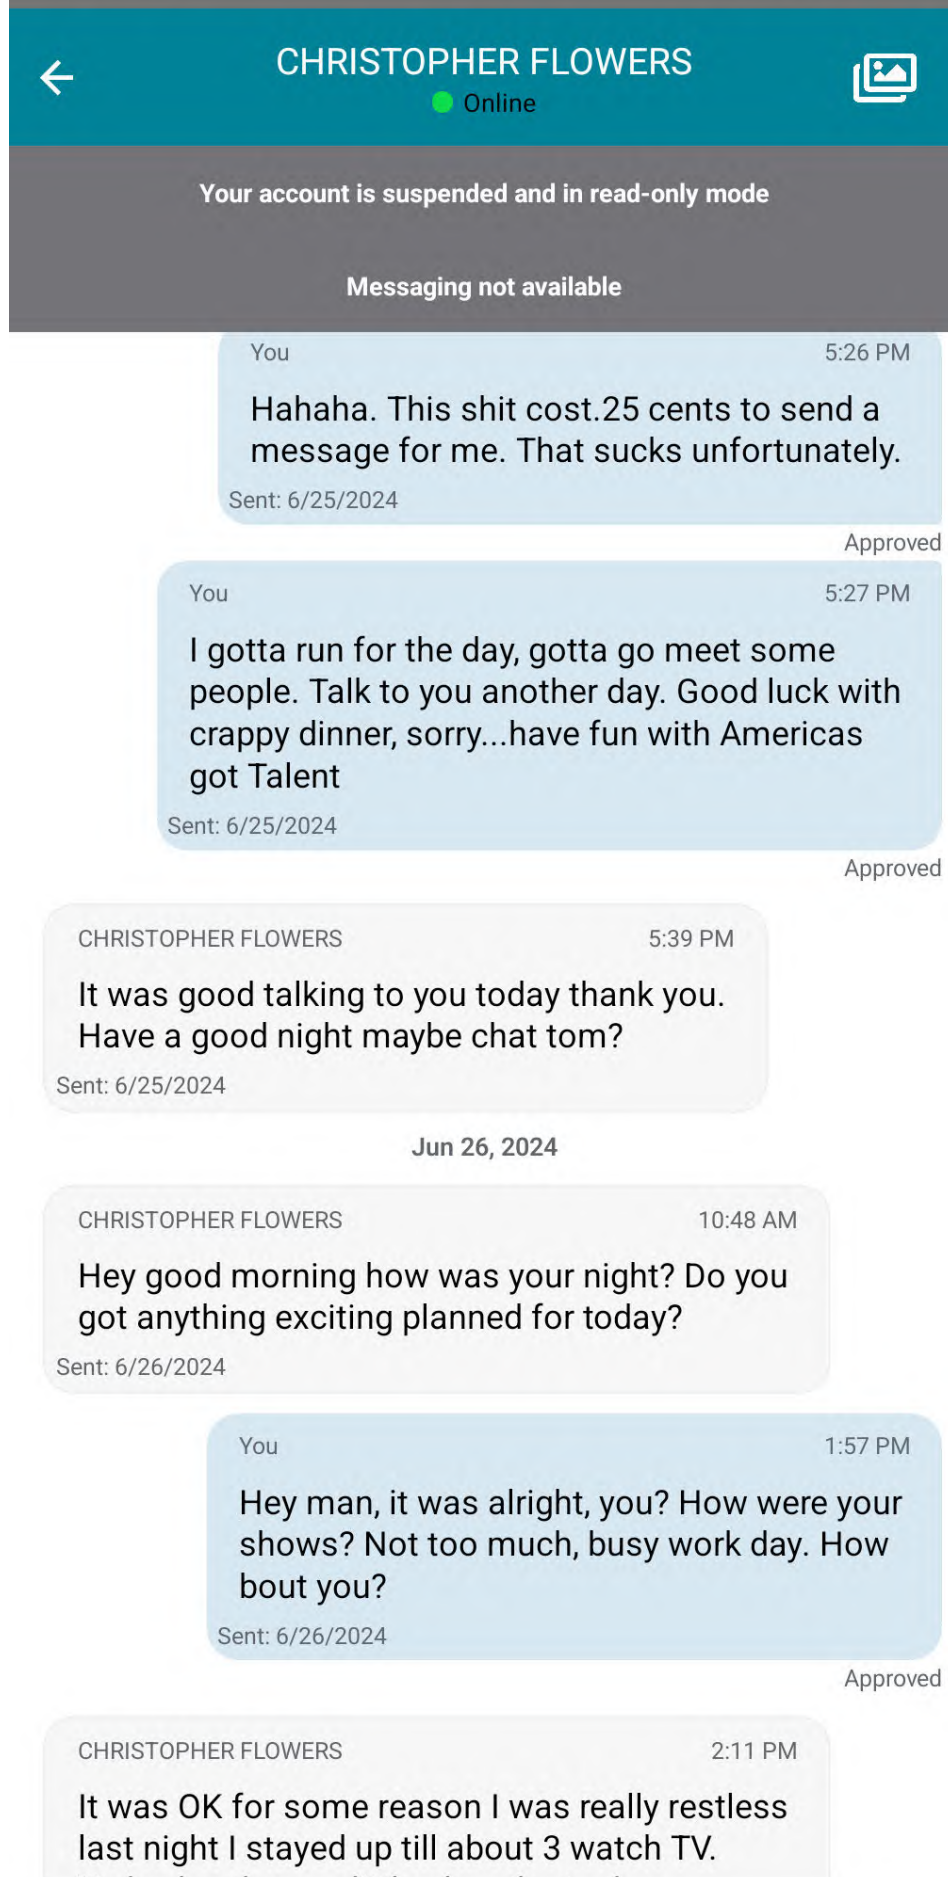 CHRISTOPHER FLOWERS
Online
Your account is suspended and in read-only mode
Messaging not available
You 5:26 PM
Hahaha. This shit cost.25 cents to send a
message for me. That sucks unfortunately.
Sent: 6/25/2024
Approved
You 5:27 PM
I gotta run for the day, gotta go meet some
people. Talk to you another day. Good luck with
crappy dinner, sorry...have fun with Americas
got Talent
Sent: 6/25/2024
Approved
CHRISTOPHER FLOWERS 5:39 PM
It was good talking to you today thank you.
Have a good night maybe chat tom?
Sent: 6/25/2024
Jun 26, 2024
CHRISTOPHER FLOWERS 10:48 AM
Hey good morning how was your night? Do you
got anything exciting planned for today?
Sent: 6/26/2024
You 1:57 PM
Hey man, it was alright, you? How were your
shows? Not too much, busy work day. How
bout you?
Sent: 6/26/2024
Approved
CHRISTOPHER FLOWERS 2:11 PM
It was OK for some reason I was really restless
last night I stayed up till about 3 watch TV.